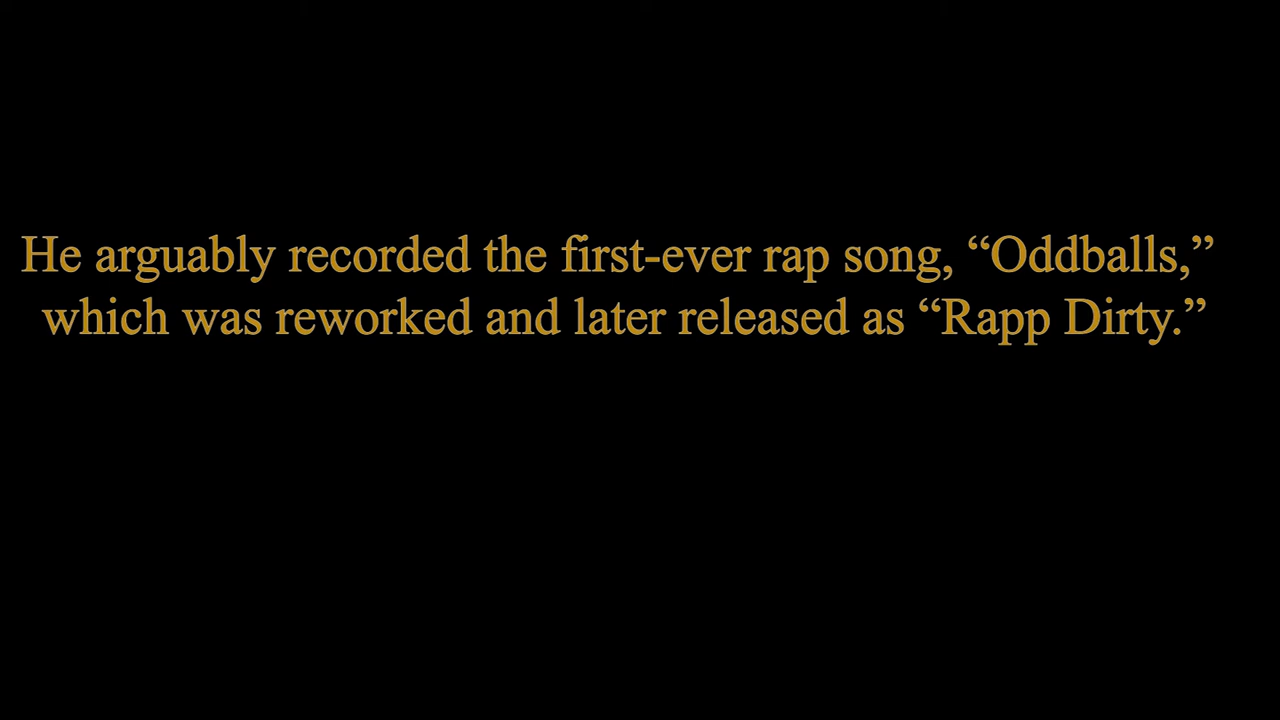 He arguably recorded the first-ever rap song, “Oddballs,”
which was reworked and later released as “Rapp Dirty.”